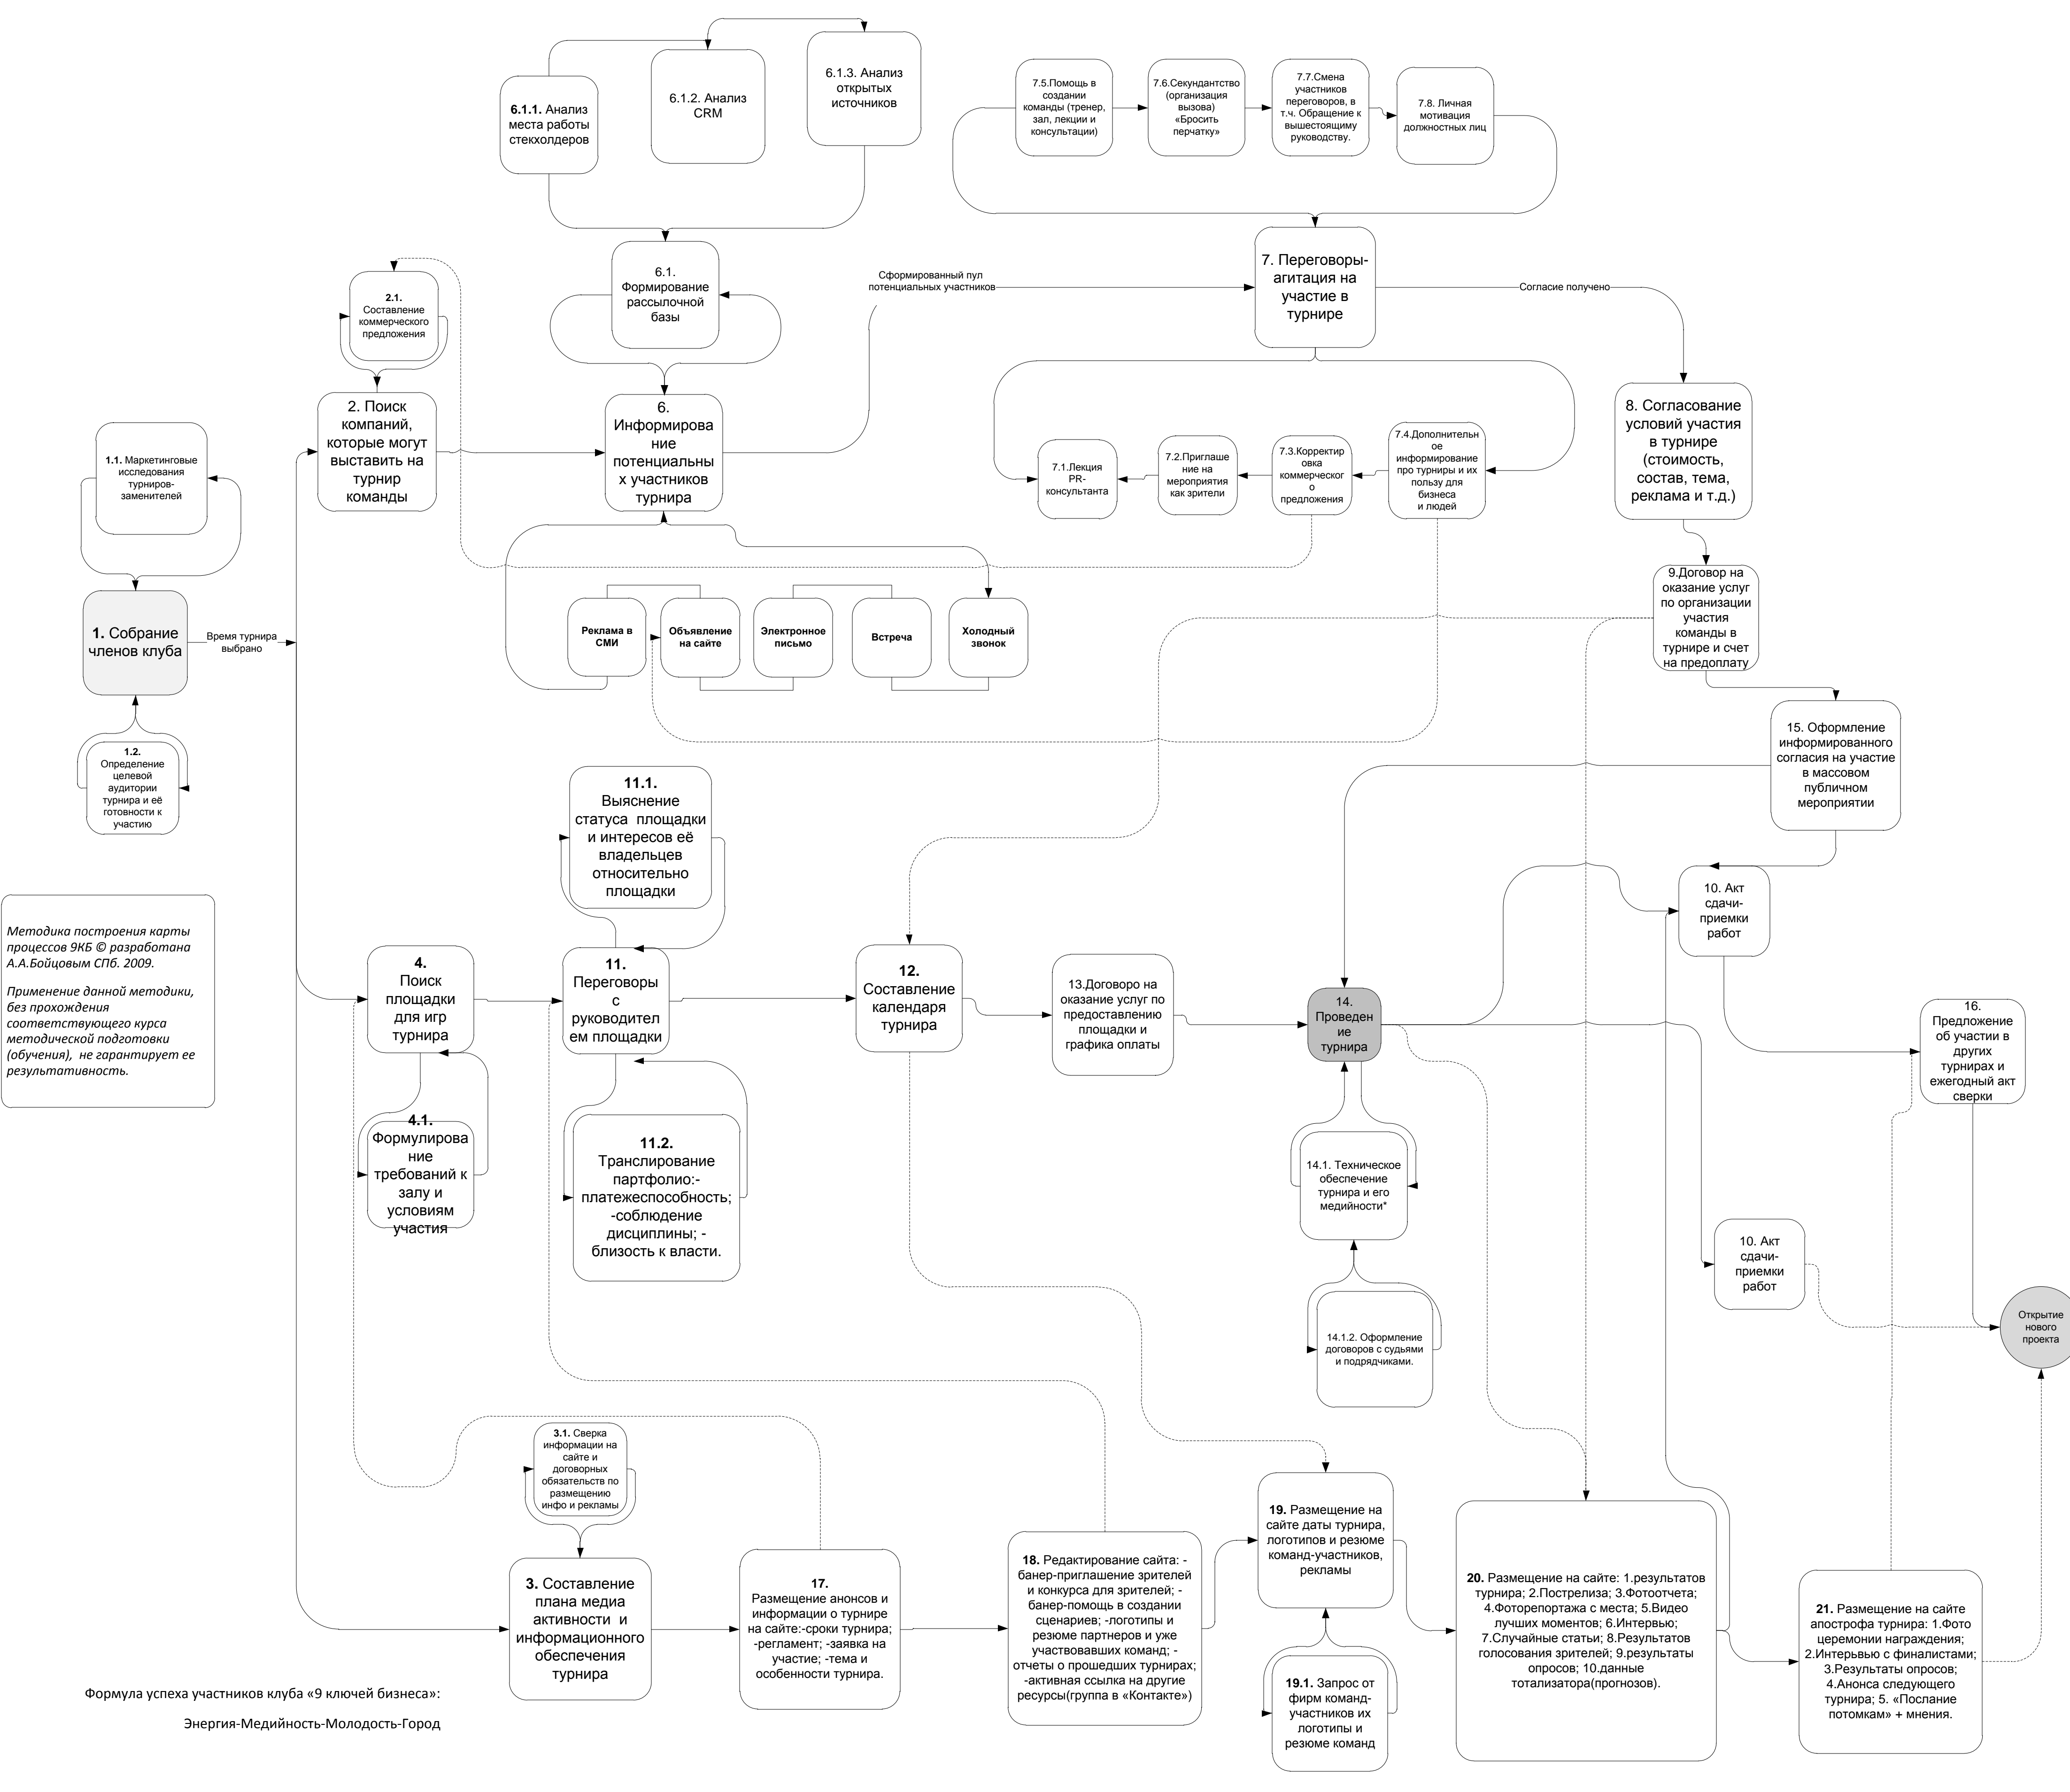 6.1.1. Анализ
места работы
стекхолдеров
6.1.2. Анализ
CRM
6.1.3. Анализ
открытых
источников
7.5.Помощь в
создании
команды (тренер,
зал, лекции и
консультации)
7.6.Секундантство
(организация
вызова)
«Бросить
перчатку»
7.7.Смена
участников
переговоров, в
т.ч. Обращение к
вышестоящиму
руководству.
7.8. Личная
мотивация
должностных лиц
2.1.
Составление
коммерческого
предложения
6.1.
Формирование
рассылочной
базы
Сформированный пул
потенциальных участников
7. Переговоры-
агитация на
участие в
турнире
Согласие получено
1.1. Маркетинговые
исследования
турниров-
заменителей
2. Поиск
компаний,
которые могут
выставить на
турнир
команды
6.
Информирова
ние
потенциальны
х участников
турнира
7.1.Лекция
PR-
консультанта
7.2.Приглаше
ние на
мероприятия
как зрители
7.3.Корректир
овка
коммерческог
о
предложения
7.4.Дополнительн
ое
информирование
про турниры и их
пользу для
бизнеса
и людей
8. Согласование
условий участия
в турнире
(стоимость,
состав, тема,
реклама и т.д.)
1. Собрание
членов клуба
Время турнира
выбрано
Реклама в
СМИ
Объявление
на сайте
Электронное
письмо
Встреча
Холодный
звонок
9.Договор на
оказание услуг
по организации
участия
команды в
турнире и счет
на предоплату
1.2.
Определение
целевой
аудитории
турнира и её
готовности к
участию
11.1.
Выяснение
статуса площадки
и интересов её
владельцев
относительно
площадки
15. Оформление
информированного
согласия на участие
в массовом
публичном
мероприятии
10. Акт
сдачи-
приемки
работ
Методика построения карты
процессов 9КБ © разработана
А.А.Бойцовым СПб. 2009.
Применение данной методики,
без прохождения
соответствующего курса
методической подготовки
(обучения), не гарантирует ее
результативность.
4.
Поиск
площадки
для игр
турнира
11.
Переговоры
с
руководител
ем площадки
12.
Составление
календаря
турнира
13.Договоро на
оказание услуг по
предоставлению
площадки и
графика оплаты
14.
Проведен
ие
турнира
16.
Предложение
об участии в
других
турнирах и
ежегодный акт
сверки
4.1.
Формулирова
ние
требований к
залу и
условиям
участия
11.2.
Транслирование
партфолио:-
платежеспособность;
-соблюдение
дисциплины; -
близость к власти.
14.1. Техническое
обеспечение
турнира и его
медийности*
10. Акт
сдачи-
приемки
работ
14.1.2. Оформление
договоров с судьями
и подрядчиками.
Открытие
нового
проекта
3.1. Сверка
информации на
сайте и
договорных
обязательств по
размещению
инфо и рекламы
3. Составление
плана медиа
активности и
информационного
обеспечения
турнира
17.
Размещение анонсов и
информации о турнире
на сайте:-сроки турнира;
-регламент; -заявка на
участие; -тема и
особенности турнира.
18. Редактирование сайта: -
банер-приглашение зрителей
и конкурса для зрителей; -
банер-помощь в создании
сценариев; -логотипы и
резюме партнеров и уже
участвовавших команд; -
отчеты о прошедших турнирах;
-активная ссылка на другие
ресурсы(группа в «Контакте»)
19. Размещение на
сайте даты турнира,
логотипов и резюме
команд-участников,
рекламы
19.1. Запрос от
фирм команд-
участников их
логотипы и
резюме команд
20. Размещение на сайте: 1.результатов
турнира; 2.Пострелиза; 3.Фотоотчета;
4.Фоторепортажа с места; 5.Видео
лучших моментов; 6.Интервью;
7.Случайные статьи; 8.Результатов
голосования зрителей; 9.результаты
опросов; 10.данные
тотализатора(прогнозов).
21. Размещение на сайте
апострофа турнира: 1.Фото
церемонии награждения;
2.Интерьвью с финалистами;
3.Результаты опросов;
4.Анонса следующего
турнира; 5. «Послание
потомкам» + мнения.
Формула успеха участников клуба «9 ключей бизнеса»:
Энергия-Медийность-Молодость-Город